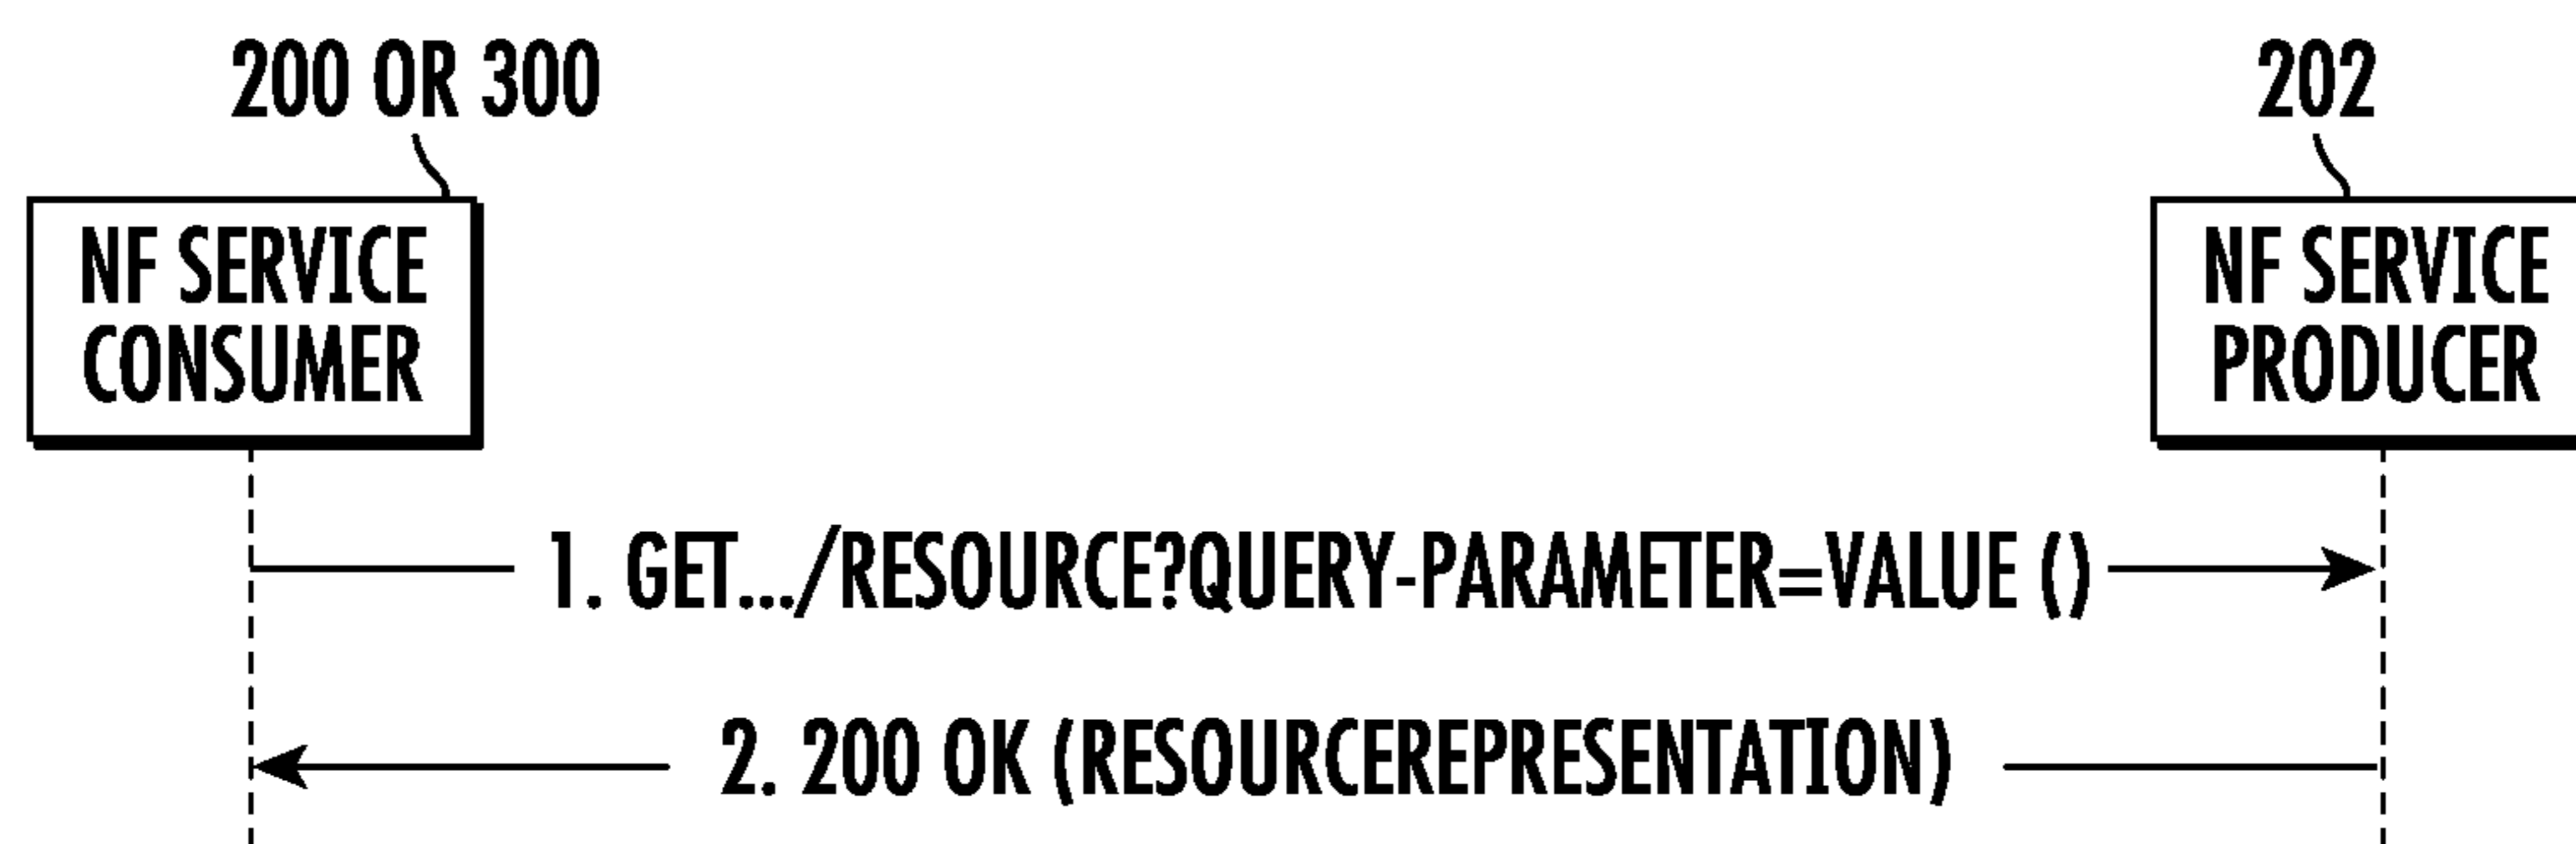 200 OR 300
202
NF SERVICE
CONSUMER
NF SERVICE
PRODUCER
1. GET.../RESOURCE?QUERY-PARAMETER=VALUE ()
2. 200 OK (RESOURCEREPRESENTATION)